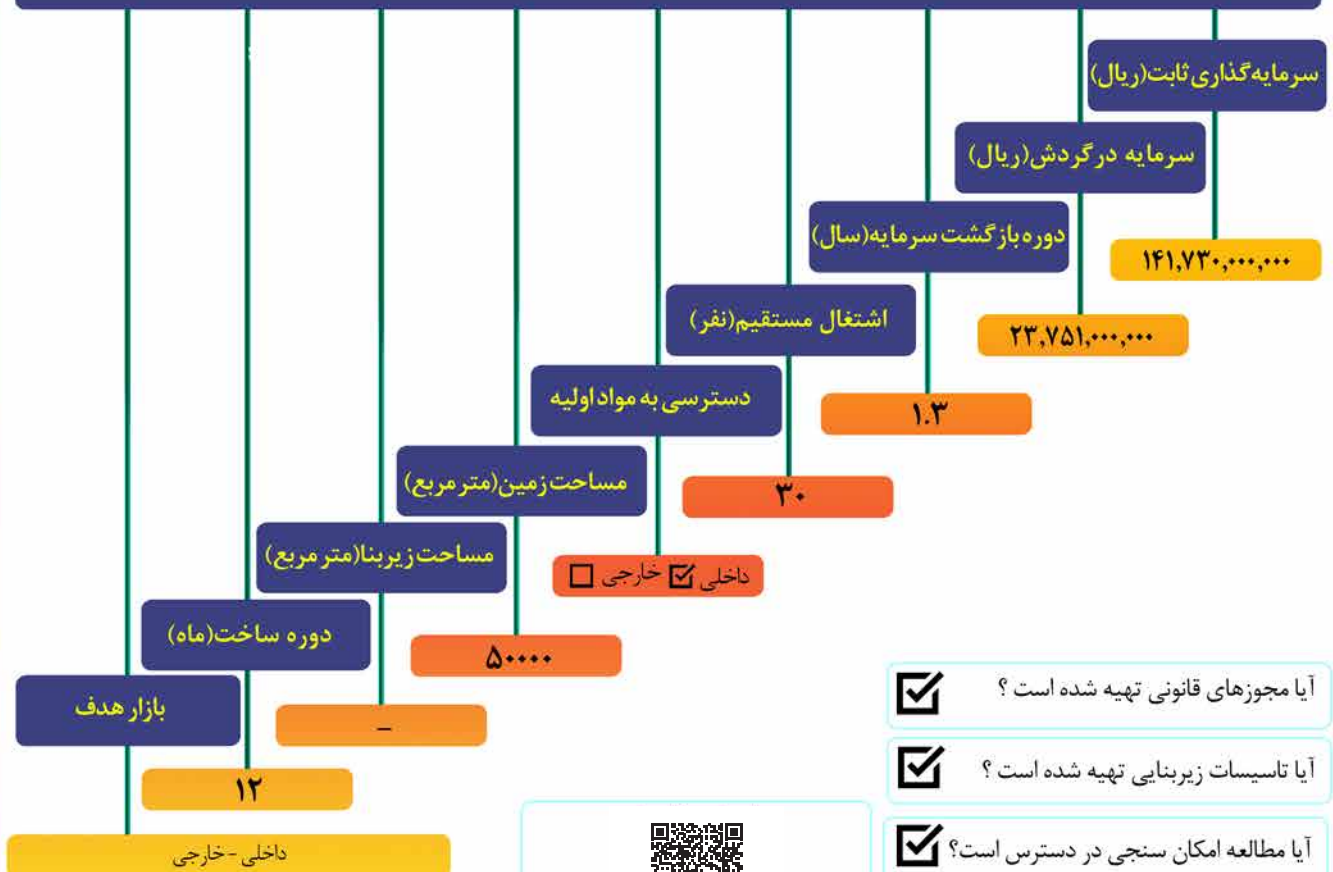 سرمایه‌گذاری ثابت(ریال)
۱۴۱,۷۳۰,۰۰۰,۰۰۰
سرمایه در گردش(ریال)
۲۳,۷۵۱,۰۰۰,۰۰۰
دوره بازگشت سرمایه(سال)
۱.۳
اشتغال مستقیم(نفر)
۳۰
دسترسی به مواد اولیه
داخلی ☑ خارجی ☐
مساحت زمین(متر مربع)
۵۰۰۰۰
مساحت زیربنا(متر مربع)
–
دوره ساخت(ماه)
۱۲
بازار هدف
داخلی - خارجی
آیا مجوزهای قانونی تهیه شده است ؟ ☑
آیا تاسیسات زیربنایی تهیه شده است ؟ ☑
آیا مطالعه امکان سنجی در دسترس است؟ ☑